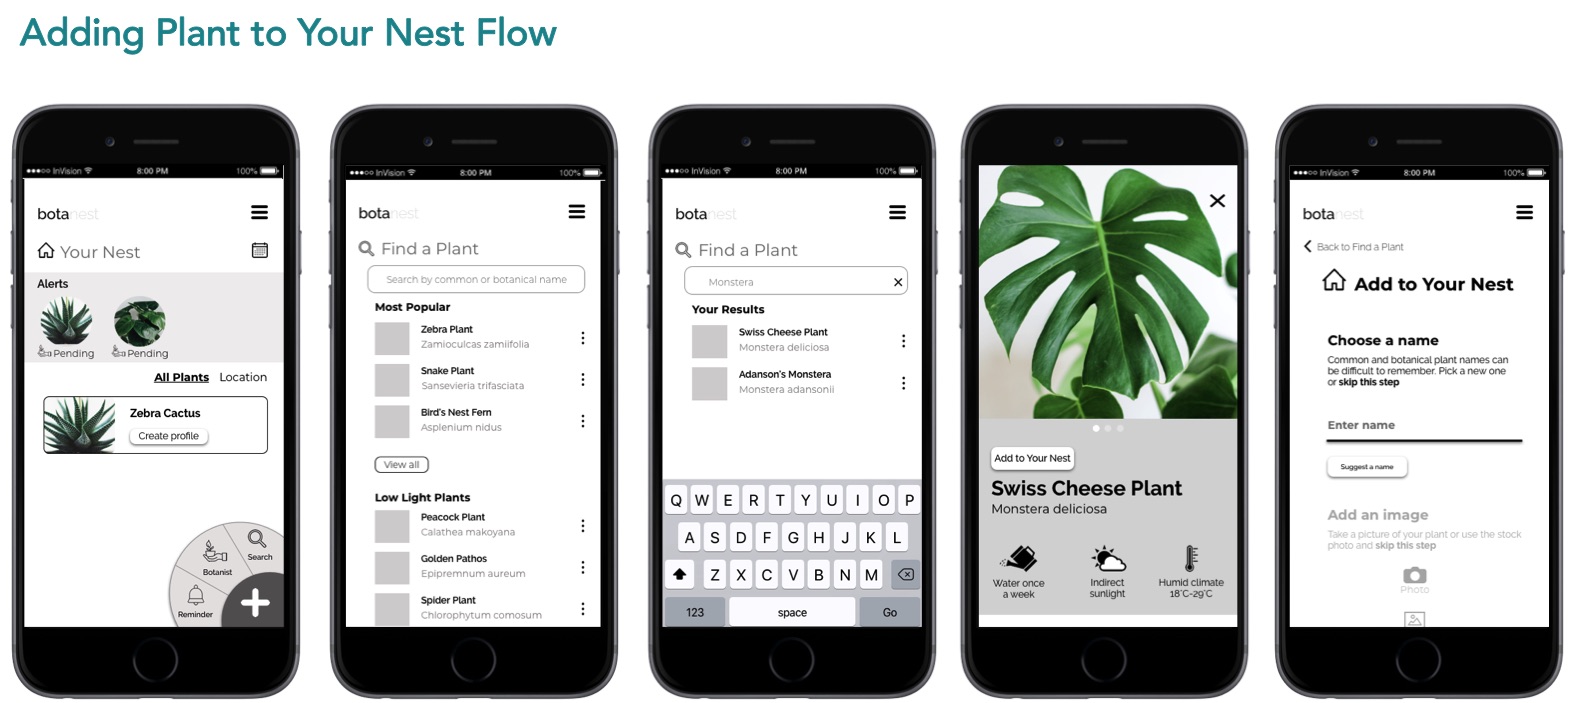 Adding Plant to Your Nest Flow
InVision 8:00 PM 100%
botanest
Your Nest
Alerts
Pending Pending
All Plants Location
Zebra Cactus
Create profile
Search
Botanist
Reminder
InVision 8:00 PM 100%
botanest
Find a Plant
Search by common or botanical name
Most Popular
Zebra Plant
Zamioculcas zamiifolia
Snake Plant
Sansevieria trifasciata
Bird's Nest Fern
Asplenium nidus
View all
Low Light Plants
Peacock Plant
Calathea makoyana
Golden Pathos
Epipremnum aureum
Spider Plant
Chlorophytum comosum
InVision 8:00 PM 100%
botanest
Find a Plant
Monstera
Your Results
Swiss Cheese Plant
Monstera deliciosa
Adanson's Monstera
Monstera adansonii
Q W E R T Y U I O P
A S D F G H J K L
Z X C V B N M
123 space Go
Add to Your Nest
Swiss Cheese Plant
Monstera deliciosa
Water once
a week
Indirect
sunlight
Humid climate
18°C-29°C
InVision 8:00 PM 100%
botanest
Back to Find a Plant
Add to Your Nest
Choose a name
Common and botanical plant names can
be difficult to remember. Pick a new one
or skip this step
Enter name
Suggest a name
Add an image
Take a picture of your plant or use the stock
photo and skip this step
Photo